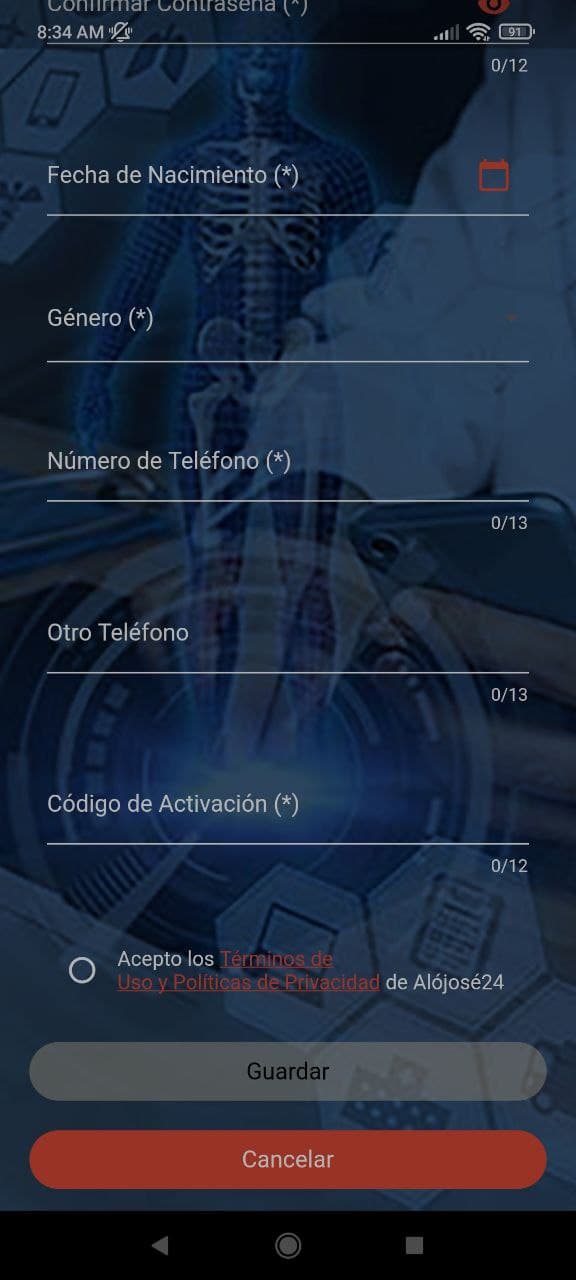 Confirmar Contraseña (*)
8:34 AM
91
0/12
Fecha de Nacimiento (*)
Género (*)
Número de Teléfono (*)
0/13
Otro Teléfono
0/13
Código de Activación (*)
0/12
Acepto los Términos de
Uso y Políticas de Privacidad de Alójosé24
Guardar
Cancelar